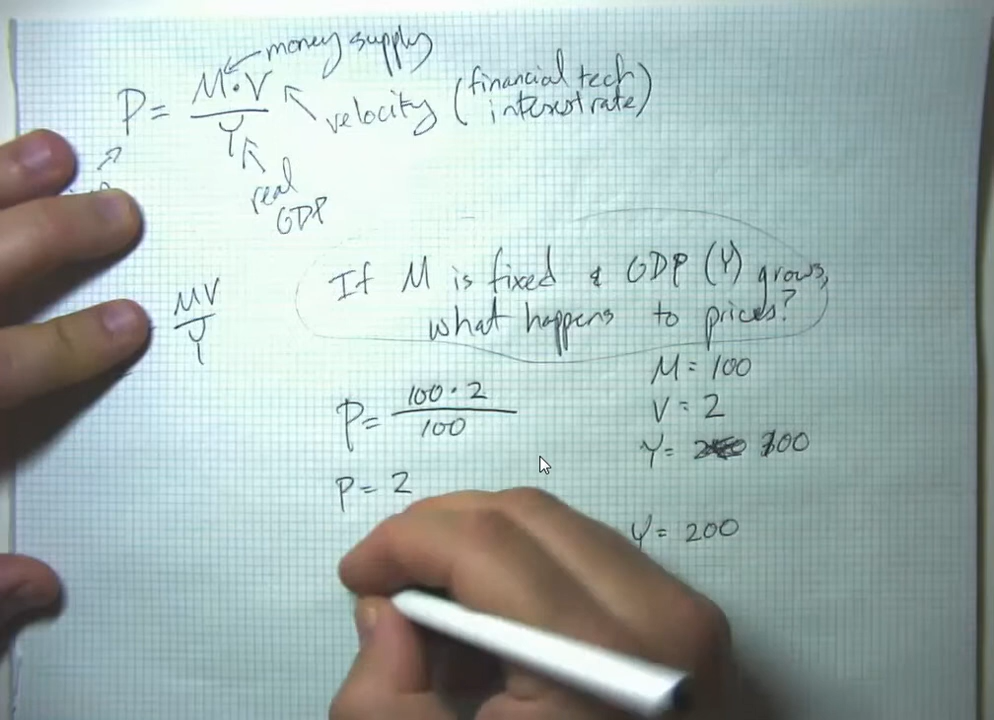 money supply
P = M·V / Y
velocity (financial tech
interest rate)
real
GDP
If M is fixed & GDP (Y) grows,
what happens to prices?
MV / Y
M = 100
P = 100·2 / 100
V = 2
Y = 100
P = 2
Y = 200